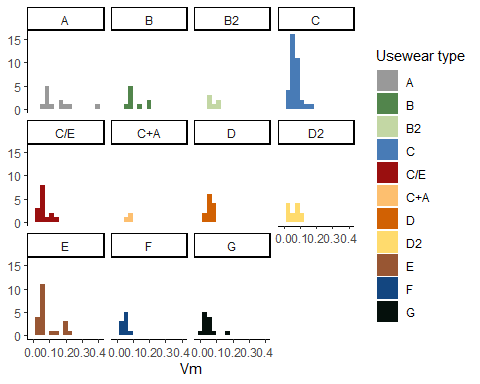 A B B2 C
15
10
5
0
C/E C+A D D2
15
10
5
0
0.00.10.20.30.4
E F G
15
10
5
0
0.00.10.20.30.4 0.00.10.20.30.4 0.00.10.20.30.4
Vm
Usewear type
A
B
B2
C
C/E
C+A
D
D2
E
F
G